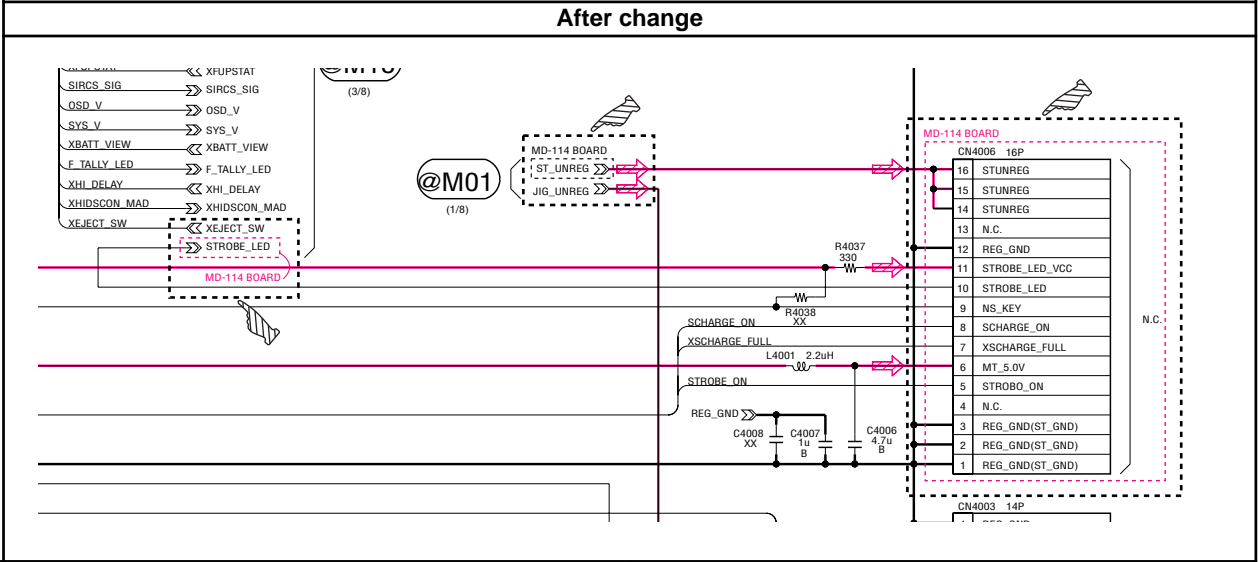 After change
XFUPSTAT
SIRCS_SIG
SIRCS_SIG
OSD_V
OSD_V
SYS_V
SYS_V
XBATT_VIEW
XBATT_VIEW
F_TALLY_LED
F_TALLY_LED
XHI_DELAY
XHI_DELAY
XHIDSCON_MAD
XHIDSCON_MAD
XEJECT_SW
XEJECT_SW
STROBE_LED
MD-114 BOARD
(3/8)
@M01
(1/8)
MD-114 BOARD
ST_UNREG
JIG_UNREG
R4037
330
R4038
XX
SCHARGE_ON
XSCHARGE_FULL
L4001 2.2uH
STROBE_ON
REG_GND
C4008
XX
C4007
1u
B
C4006
4.7u
B
MD-114 BOARD
CN4006 16P
16 STUNREG
15 STUNREG
14 STUNREG
13 N.C.
12 REG_GND
11 STROBE_LED_VCC
10 STROBE_LED
9 NS_KEY
8 SCHARGE_ON
7 XSCHARGE_FULL
6 MT_5.0V
5 STROBO_ON
4 N.C.
3 REG_GND(ST_GND)
2 REG_GND(ST_GND)
1 REG_GND(ST_GND)
N.C.
CN4003 14P